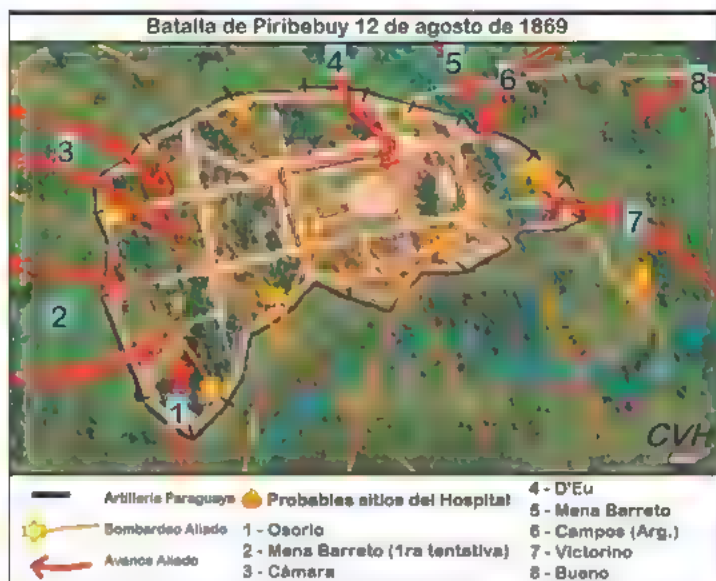 Batalla de Piribebuy 12 de agosto de 1869
4
5
6
8
3
7
2
1
CVH
Artilleria Paraguaya
Probables sitios del Hospital
Bombardeo Aliado
Avance Aliado
1 - Osorio
2 - Mena Barreto (1ra tentativa)
3 - Câmara
4 - D'Eu
5 - Mena Barreto
6 - Campos (Arg.)
7 - Victorino
8 - Bueno